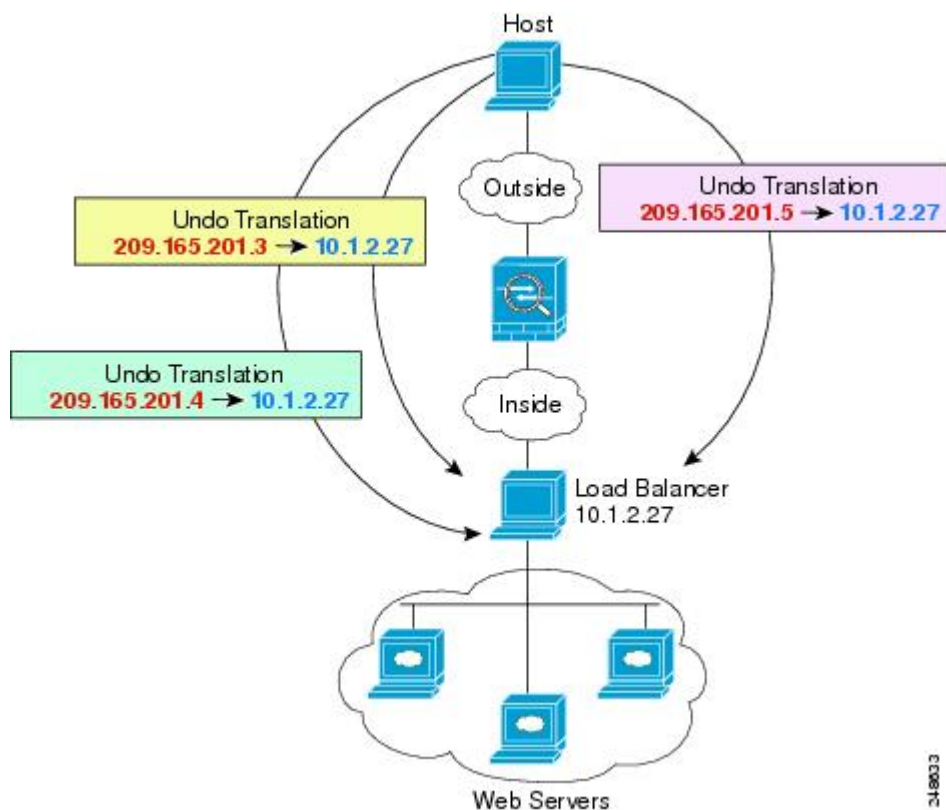 Host
Outside
Undo Translation
209.165.201.3 → 10.1.2.27
Undo Translation
209.165.201.5 → 10.1.2.27
Undo Translation
209.165.201.4 → 10.1.2.27
Inside
Load Balancer
10.1.2.27
Web Servers
248633